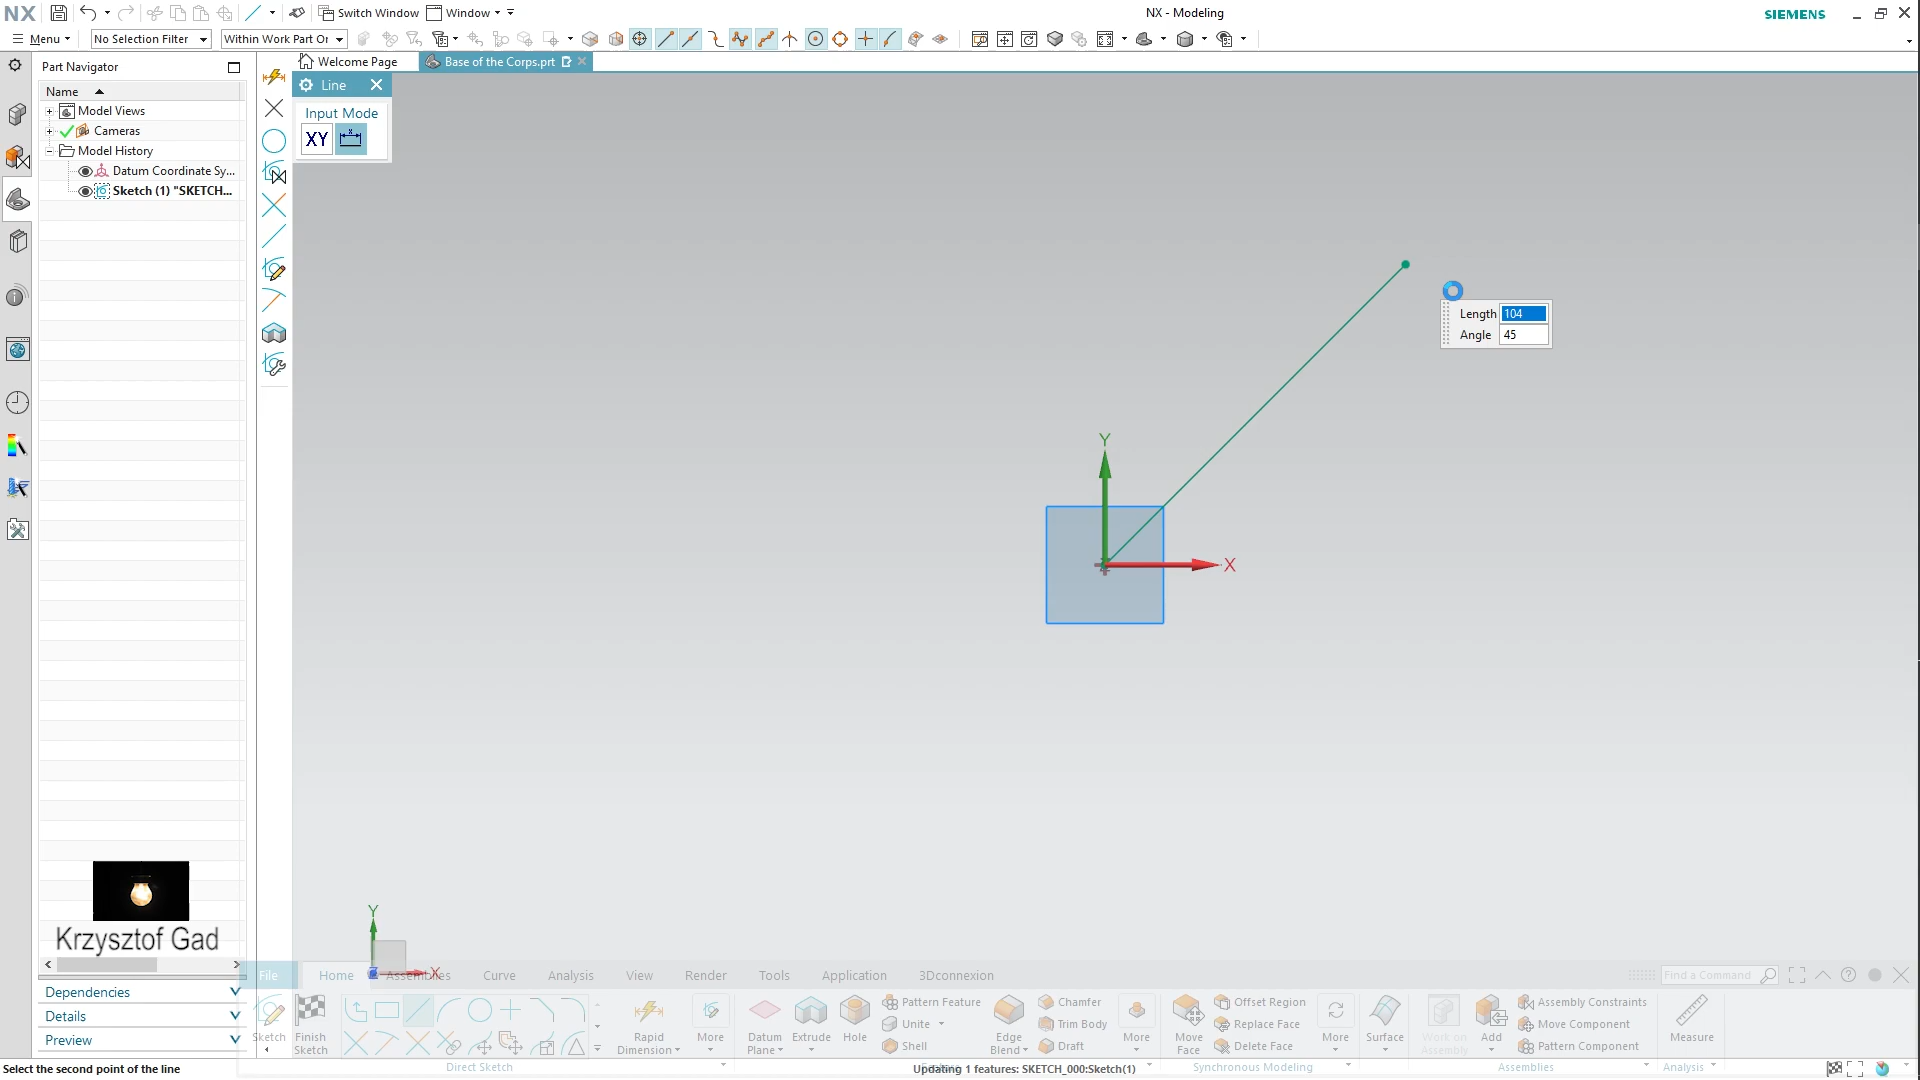 NX Switch Window Window NX - Modeling SIEMENS
Menu No Selection Filter Within Work Part Or
Part Navigator Welcome Page Base of the Corps.prt
Line
Name
Input Mode
Model Views
XY
Cameras
Model History
Datum Coordinate Sy...
Sketch (1) "SKETCH...
Length 104
Angle 45
Y
X
Krzysztof Gad
Y
X
File Home Assemblies Curve Analysis View Render Tools Application 3Dconnexion Find a Command
Dependencies
Details
Preview
Sketch
Finish Sketch
Rapid Dimension
More
Datum Plane
Extrude
Hole
Pattern Feature
Unite
Shell
Edge Blend
Chamfer
Trim Body
Draft
More
Move Face
Offset Region
Replace Face
Delete Face
More
Surface
Work on Assembly
Add
Assembly Constraints
Move Component
Pattern Component
Measure
Direct Sketch
Synchronous Modeling
Assemblies
Analysis
Select the second point of the line
Updating 1 features: SKETCH_000:Sketch(1)